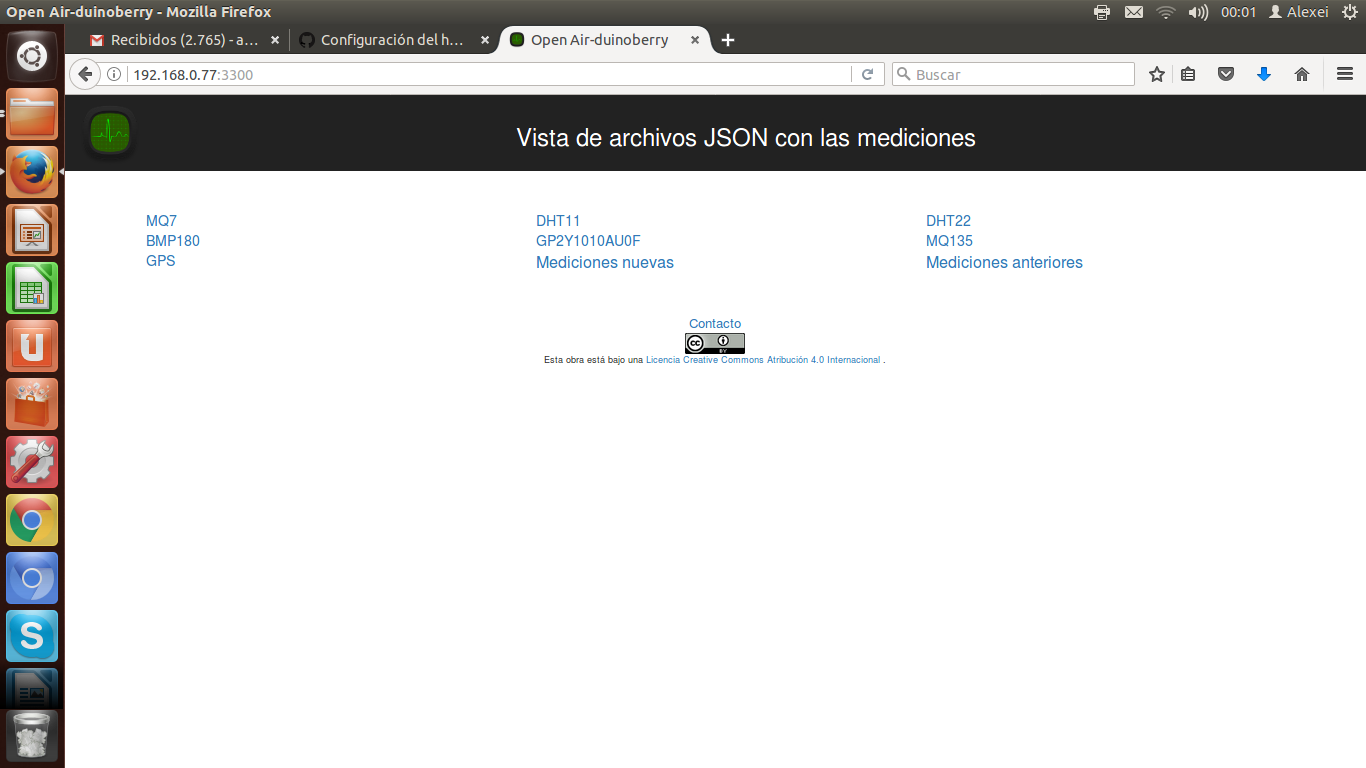 Open Air-duinoberry - Mozilla Firefox
00:01 Alexei
Recibidos (2.765) - a... × Configuración del h... × Open Air-duinoberry ×
192.168.0.77:3300 Buscar
Vista de archivos JSON con las mediciones
MQ7 DHT11 DHT22
BMP180 GP2Y1010AU0F MQ135
GPS Mediciones nuevas Mediciones anteriores
Contacto
cc BY
Esta obra está bajo una Licencia Creative Commons Atribución 4.0 Internacional .